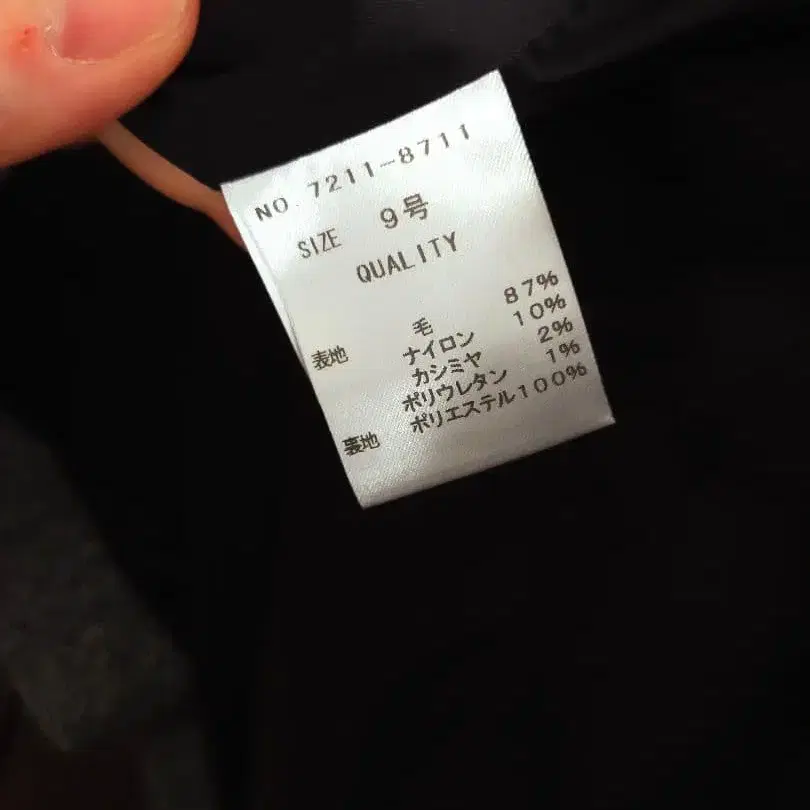 NO. 7211-8711
SIZE 9号
QUALITY
表地 毛 87%
ナイロン 10%
カシミヤ 2%
ポリウレタン 1%
裏地 ポリエステル100%